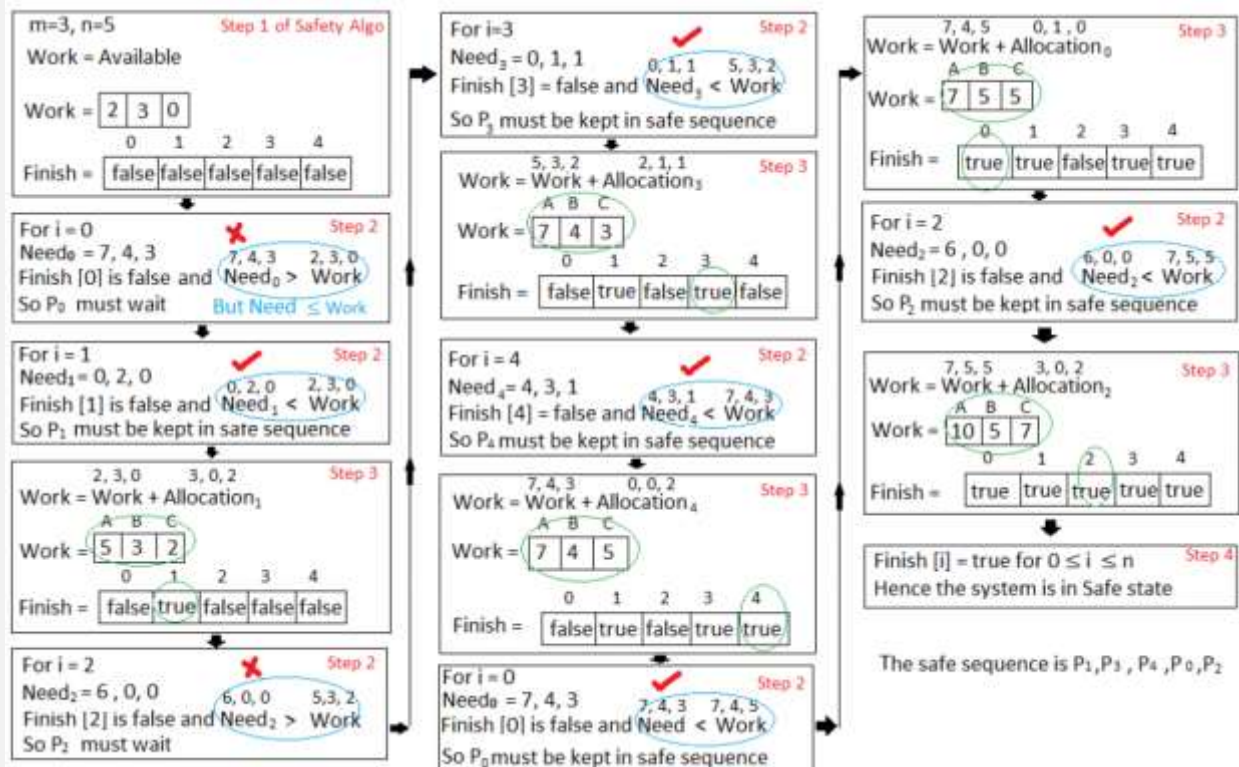 m=3, n=5
Step 1 of Safety Algo
Work = Available
Work = 2 3 0
0 1 2 3 4
Finish = false false false false false
For i = 0
Step 2
Need₀ = 7, 4, 3
7, 4, 3 2, 3, 0
Finish [0] is false and Need₀ > Work
So P₀ must wait
But Need ≤ Work
For i = 1
Step 2
Need₁ = 0, 2, 0
0, 2, 0 2, 3, 0
Finish [1] is false and Need₁ < Work
So P₁ must be kept in safe sequence
2, 3, 0 3, 0, 2
Step 3
Work = Work + Allocation₁
A B C
Work = 5 3 2
0 1 2 3 4
Finish = false true false false false
For i = 2
Step 2
Need₂ = 6 , 0, 0
6, 0, 0 5,3, 2
Finish [2] is false and Need₂ > Work
So P₂ must wait
For i=3
Step 2
Need₃ = 0, 1, 1
0, 1, 1 5, 3, 2
Finish [3] = false and Need₃ < Work
So P₃ must be kept in safe sequence
5, 3, 2 2, 1, 1
Step 3
Work = Work + Allocation₃
A B C
Work = 7 4 3
0 1 2 3 4
Finish = false true false true false
For i = 4
Step 2
Need₄ = 4, 3, 1
4, 3, 1 7, 4, 3
Finish [4] = false and Need₄ < Work
So P₄ must be kept in safe sequence
7, 4, 3 0, 0, 2
Step 3
Work = Work + Allocation₄
A B C
Work = 7 4 5
0 1 2 3 4
Finish = false true false true true
For i=0
Step 2
Need₀ = 7, 4, 3
7, 4, 3 7, 4, 5
Finish [0] is false and Need < Work
So P₀ must be kept in safe sequence
7, 4, 5 0, 1 , 0
Step 3
Work = Work + Allocation₀
A B C
Work = 7 5 5
0 1 2 3 4
Finish = true true false true true
For i = 2
Step 2
Need₂ = 6 , 0, 0
6, 0, 0 7, 5, 5
Finish [2] is false and Need₂ < Work
So P₂ must be kept in safe sequence
7, 5, 5 3, 0, 2
Step 3
Work = Work + Allocation₂
A B C
Work = 10 5 7
0 1 2 3 4
Finish = true true true true true
Finish [i] = true for 0 ≤ i ≤ n
Step 4
Hence the system is in Safe state
The safe sequence is P₁,P₃ , P₄ ,P₀,P₂